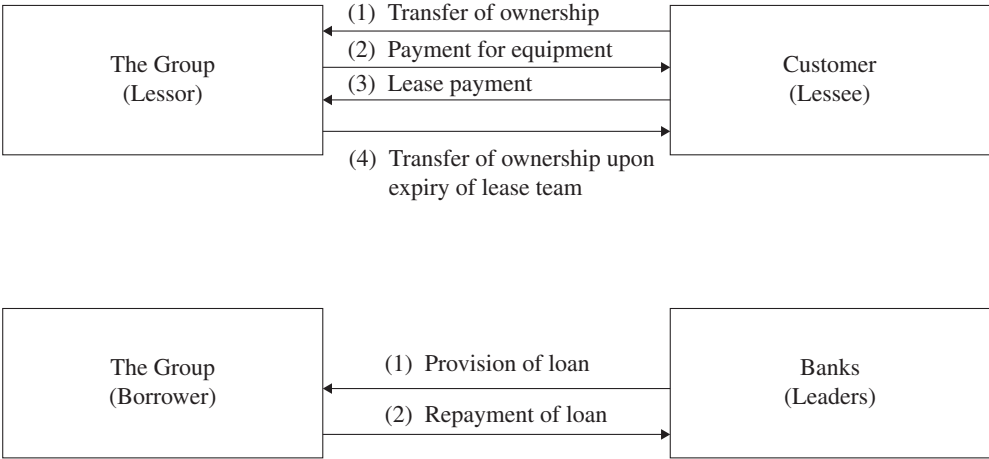 (1) Transfer of ownership
The Group
(Lessor)
(2) Payment for equipment
(3) Lease payment
Customer
(Lessee)
(4) Transfer of ownership upon
expiry of lease team
The Group
(Borrower)
(1) Provision of loan
(2) Repayment of loan
Banks
(Leaders)